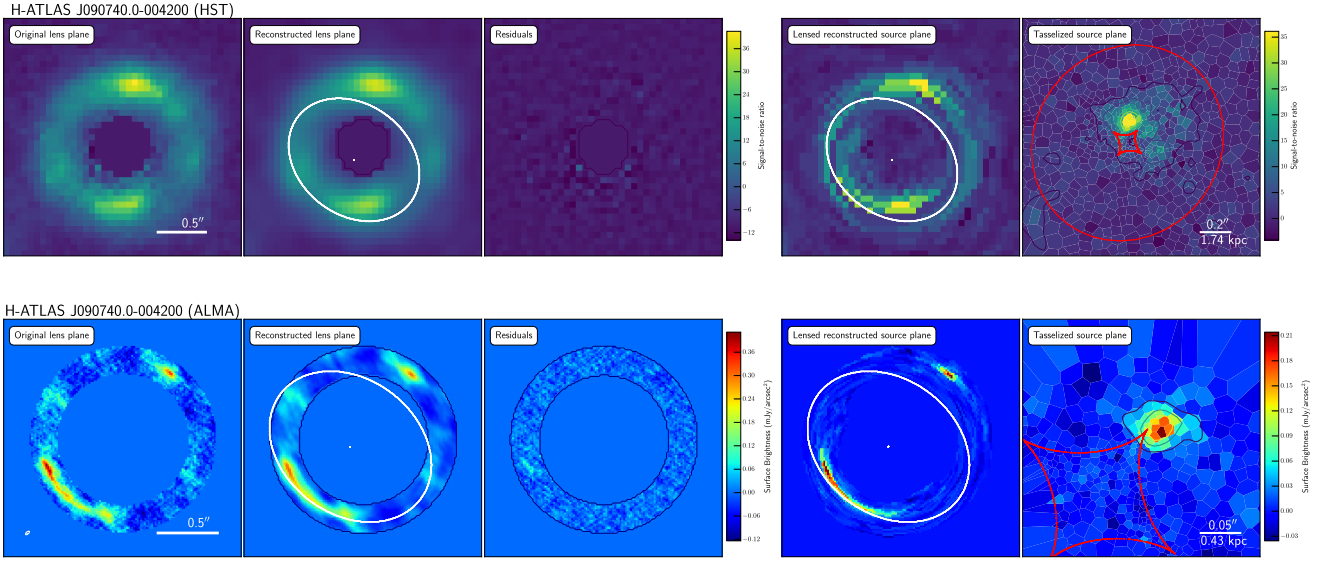 H-ATLAS J090740.0-004200 (HST)
Original lens plane
Reconstructed lens plane
Residuals
Lensed reconstructed source plane
Tasselized source plane
0.5″
36
30
24
18
12
6
0
−6
−12
Signal-to-noise ratio
0.2″
1.74 kpc
35
30
25
20
15
10
5
0
Signal-to-noise ratio
H-ATLAS J090740.0-004200 (ALMA)
Original lens plane
Reconstructed lens plane
Residuals
Lensed reconstructed source plane
Tasselized source plane
0.5″
0.36
0.30
0.24
0.18
0.12
0.06
0.00
−0.06
−0.12
Surface Brightness (mJy/arcsec²)
0.05″
0.43 kpc
0.21
0.18
0.15
0.12
0.09
0.06
0.03
0.00
−0.03
Surface Brightness (mJy/arcsec²)